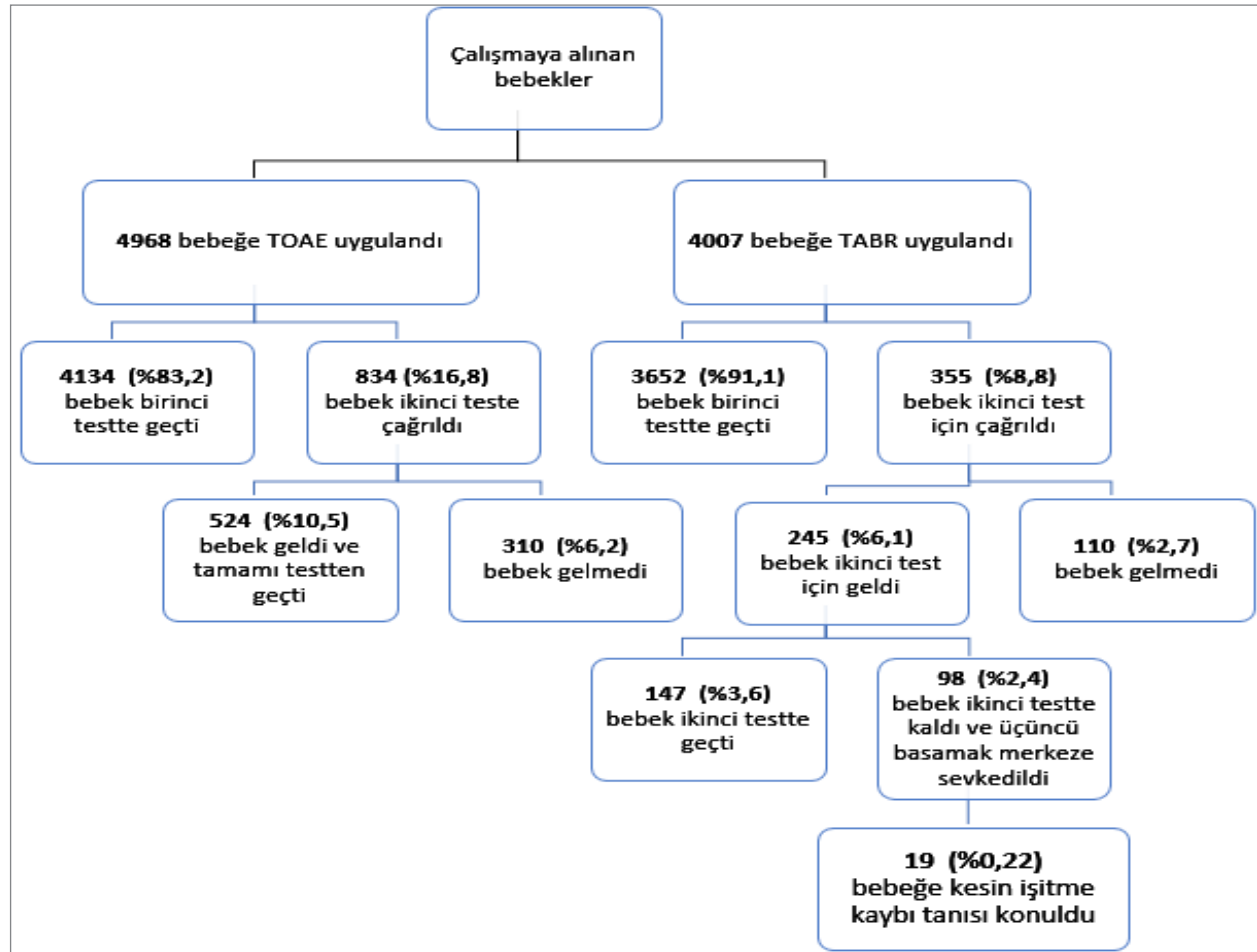 Çalışmaya alınan
bebekler
4968 bebeğe TOAE uygulandı
4007 bebeğe TABR uygulandı
4134 (%83,2)
bebek birinci
testte geçti
834 (%16,8)
bebek ikinci teste
çağrıldı
3652 (%91,1)
bebek birinci
testte geçti
355 (%8,8)
bebek ikinci test
için çağrıldı
524 (%10,5)
bebek geldi ve
tamamı testten
geçti
310 (%6,2)
bebek gelmedi
245 (%6,1)
bebek ikinci test
için geldi
110 (%2,7)
bebek gelmedi
147 (%3,6)
bebek ikinci testte
geçti
98 (%2,4)
bebek ikinci testte
kaldı ve üçüncü
basamak merkeze
sevkedildi
19 (%0,22)
bebeğe kesin işitme
kaybı tanısı konuldu